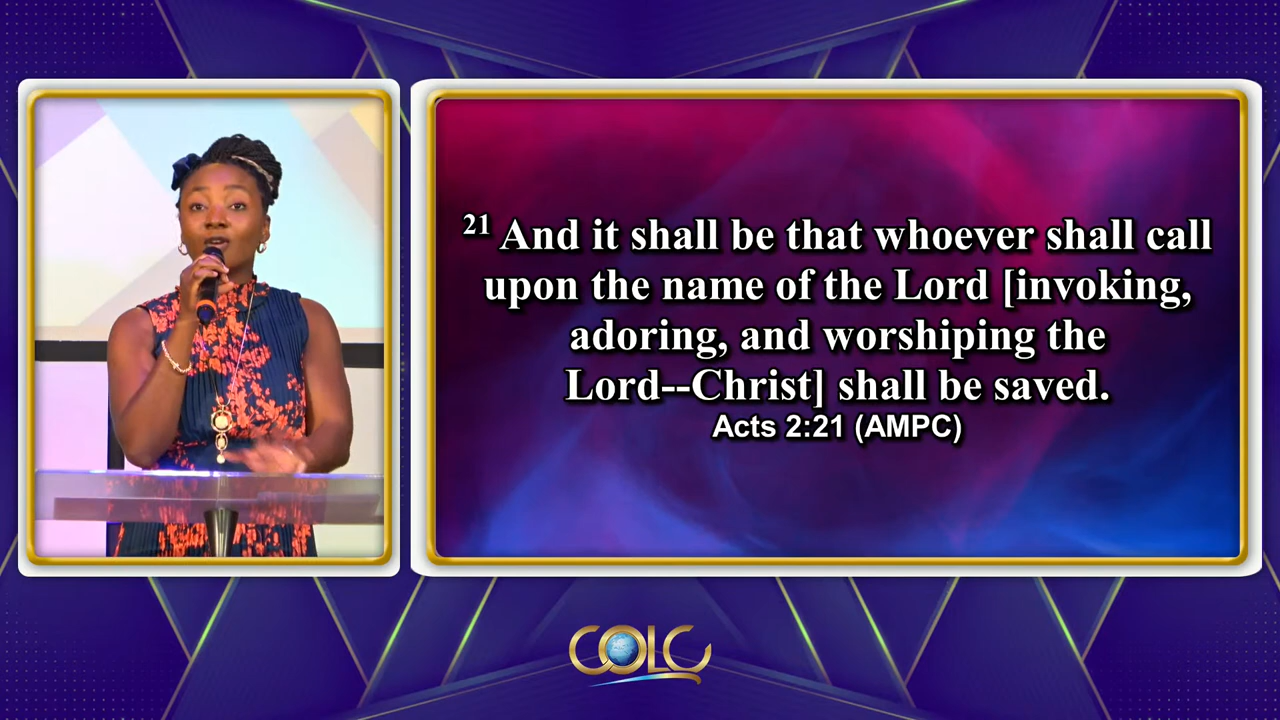 21 And it shall be that whoever shall call
upon the name of the Lord [invoking,
adoring, and worshiping the
Lord--Christ] shall be saved.
Acts 2:21 (AMPC)
COLC